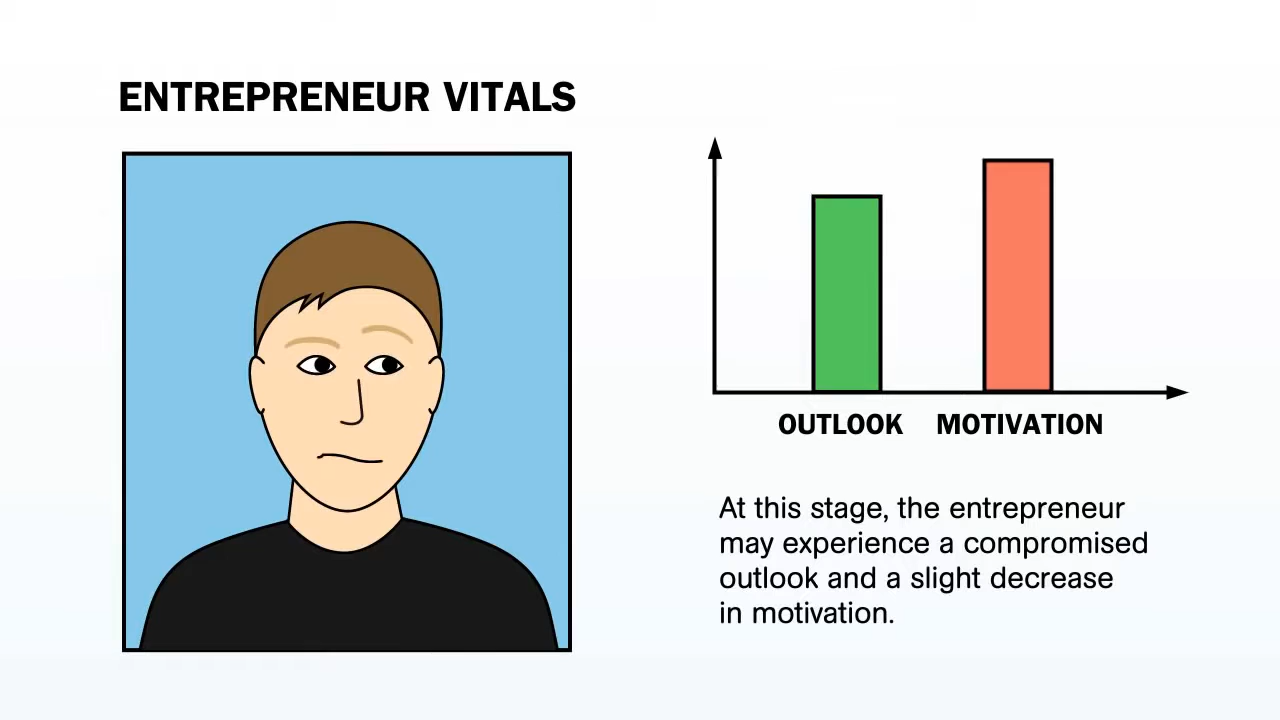 ENTREPRENEUR VITALS
OUTLOOK MOTIVATION
At this stage, the entrepreneur
may experience a compromised
outlook and a slight decrease
in motivation.